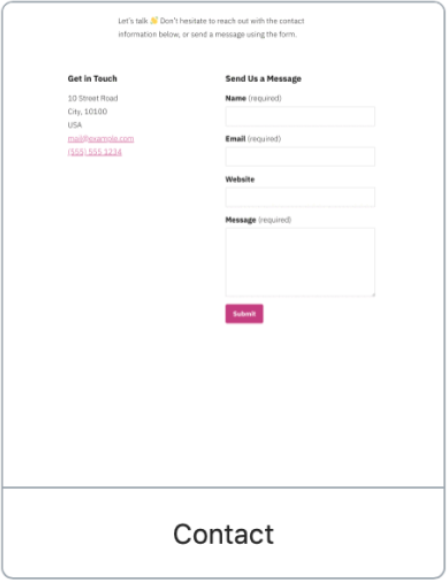 Let's talk 👋 Don't hesitate to reach out with the contact
information below, or send a message using the form.
Get in Touch
10 Street Road
City, 10100
USA
mail@example.com
(555) 555 1234
Send Us a Message
Name (required)
Email (required)
Website
Message (required)
Submit
Contact